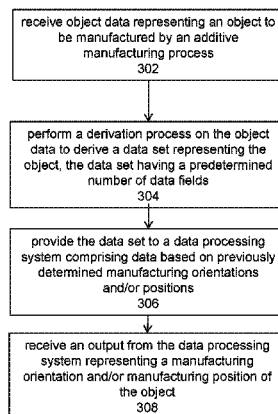 receive object data representing an object to
be manufactured by an additive
manufacturing process
302
perform a derivation process on the object
data to derive a data set representing the
object, the data set having a predetermined
number of data fields
304
provide the data set to a data processing
system comprising data based on previously
determined manufacturing orientations
and/or positions
306
receive an output from the data processing
system representing a manufacturing
orientation and/or manufacturing position of
the object
308